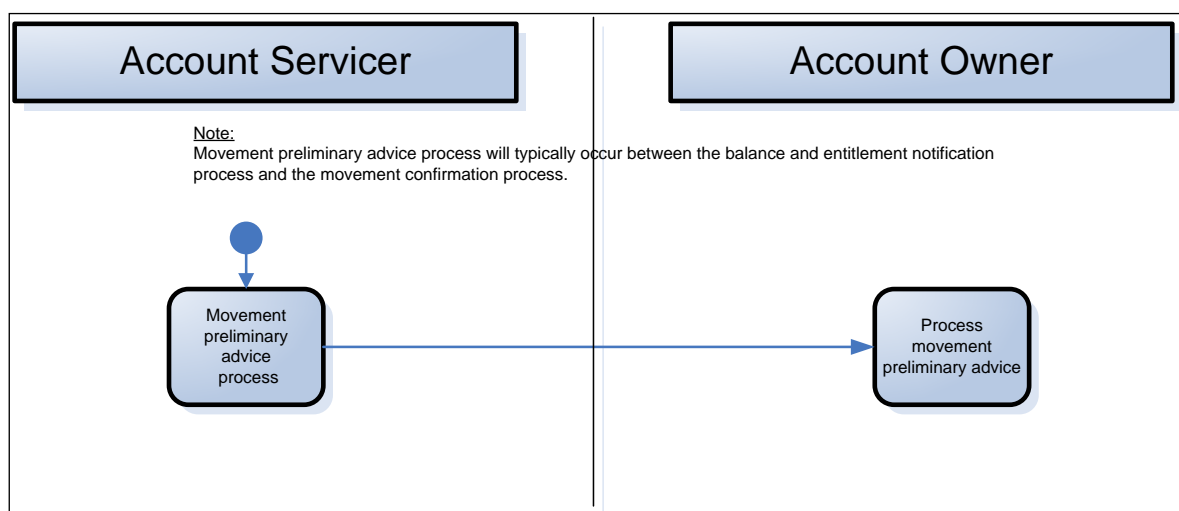 Account Servicer
Account Owner
Note:
Movement preliminary advice process will typically occur between the balance and entitlement notification
process and the movement confirmation process.
Movement
preliminary
advice
process
Process
movement
preliminary advice